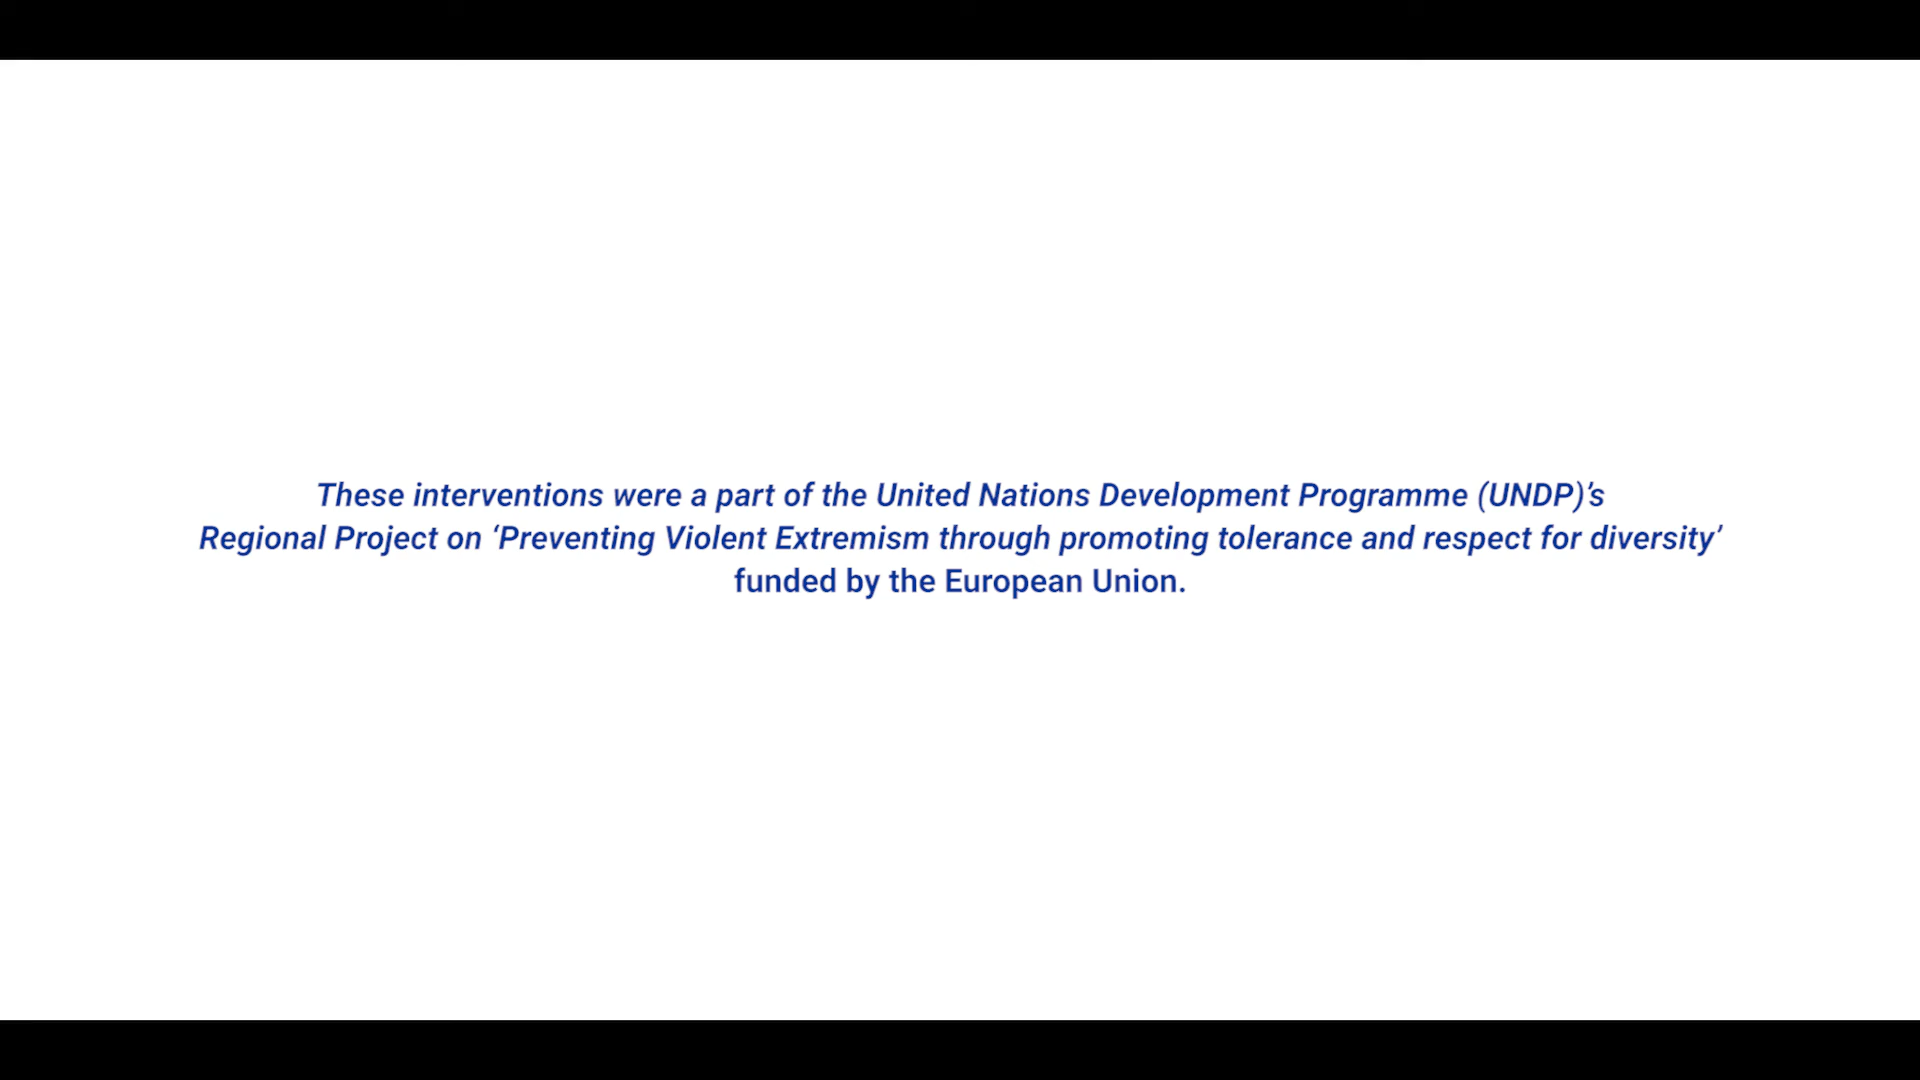 These interventions were a part of the United Nations Development Programme (UNDP)’s
Regional Project on ‘Preventing Violent Extremism through promoting tolerance and respect for diversity’
funded by the European Union.